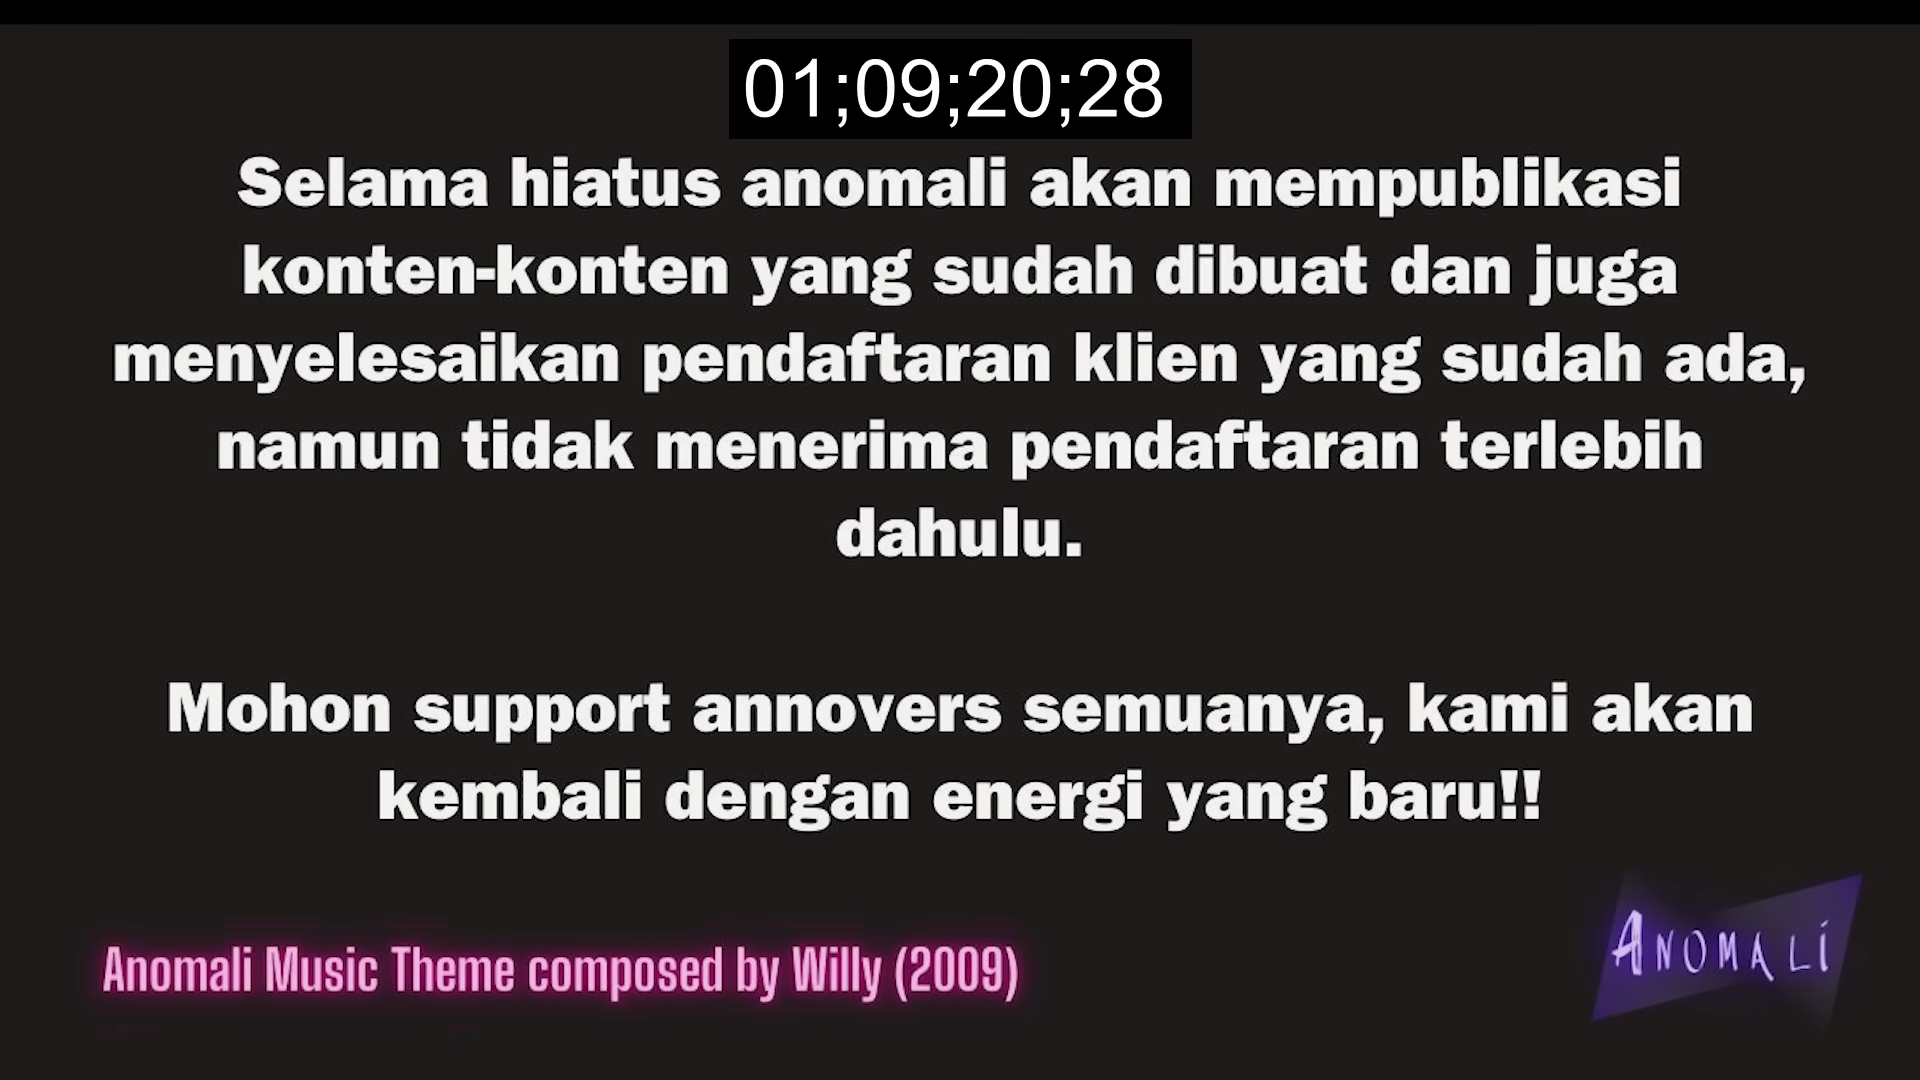 01;09;20;28
Selama hiatus anomali akan mempublikasi
konten-konten yang sudah dibuat dan juga
menyelesaikan pendaftaran klien yang sudah ada,
namun tidak menerima pendaftaran terlebih
dahulu.
Mohon support annovers semuanya, kami akan
kembali dengan energi yang baru!!
Anomali Music Theme composed by Willy (2009)
ANOMALI